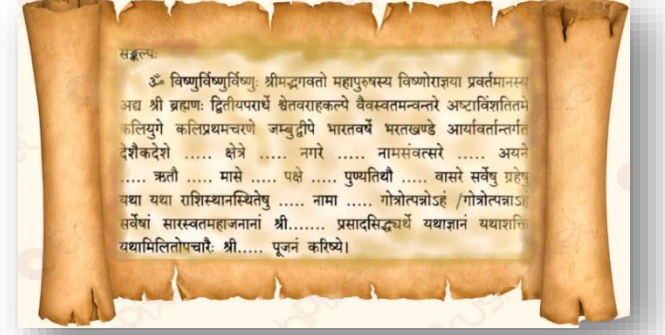 सङ्कल्पः
ॐ विष्णुर्विष्णुर्विष्णुः श्रीमद्भगवतो महापुरुषस्य विष्णोराज्ञया प्रवर्तमानस्य
अद्य श्री ब्रह्मणः द्वितीयपरार्धे श्वेतवराहकल्पे वैवस्वतमन्वन्तरे अष्टाविंशतितमे
कलियुगे कलिप्रथमचरणे जम्बुद्वीपे भारतवर्षे भरतखण्डे आर्यावर्तान्तर्गत
देशैकदेशे ..... क्षेत्रे ..... नगरे ..... नामसंवत्सरे ..... अयने
..... ऋतौ ..... मासे ..... पक्षे ..... पुण्यतिथौ ..... वासरे सर्वेषु ग्रहेषु
यथा यथा राशिस्थानस्थितेषु ..... नामा ..... गोत्रोत्पन्नोऽहं /गोत्रोत्पन्नाऽहं
सर्वेषां सारस्वतमहाजनानां श्री....... प्रसादसिद्ध्यर्थे यथाज्ञानं यथाशक्ति
यथामिलितोपचारैः श्री..... पूजनं करिष्ये।